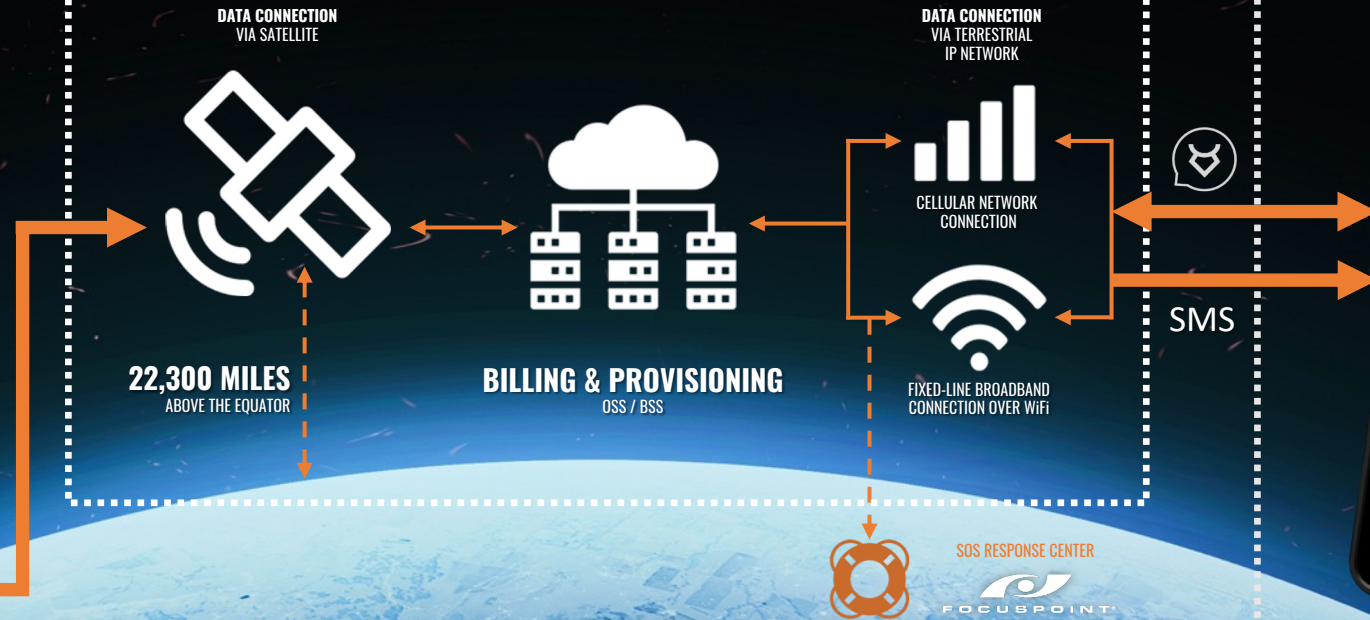 DATA CONNECTION
VIA SATELLITE
DATA CONNECTION
VIA TERRESTRIAL
IP NETWORK
CELLULAR NETWORK
CONNECTION
SMS
22,300 MILES
ABOVE THE EQUATOR
BILLING & PROVISIONING
OSS / BSS
FIXED-LINE BROADBAND
CONNECTION OVER WiFi
SOS RESPONSE CENTER
FOCUSPOINT